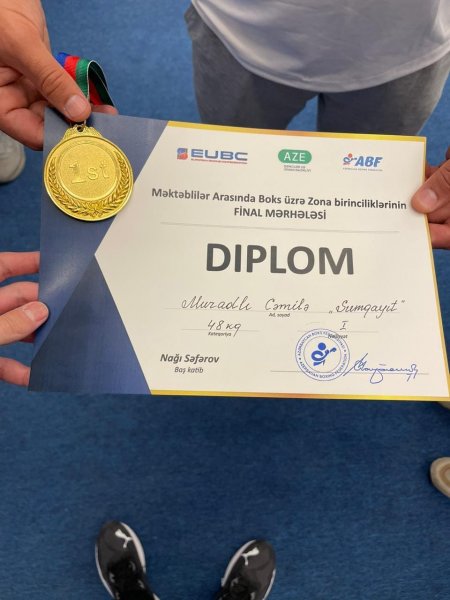 1st
EUBC
AZE
ABF
Məktəblilər Arasında Boks üzrə Zona birinciliklərinin
FİNAL MƏRHƏLƏSİ
DIPLOM
Muradlı Cəmilə „Sumqayıt"
Ad, soyad
48 kq I
Kateqoriya Nəticə
Nağı Səfərov
Baş katib